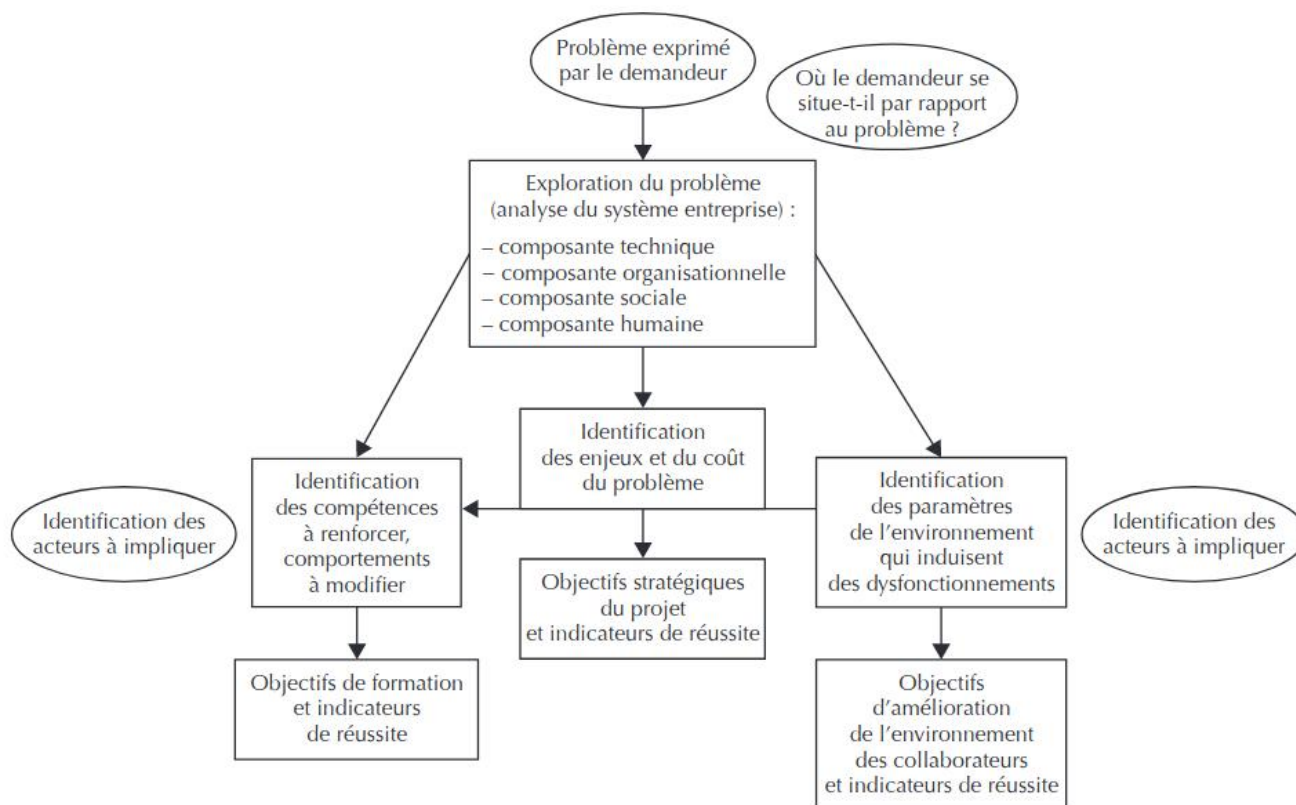 Problème exprimé
par le demandeur
Où le demandeur se
situe-t-il par rapport
au problème ?
Exploration du problème
(analyse du système entreprise) :
– composante technique
– composante organisationnelle
– composante sociale
– composante humaine
Identification
des enjeux et du coût
du problème
Identification des
acteurs à impliquer
Identification
des compétences
à renforcer,
comportements
à modifier
Identification
des paramètres
de l'environnement
qui induisent
des dysfonctionnements
Identification des
acteurs à impliquer
Objectifs stratégiques
du projet
et indicateurs de réussite
Objectifs de formation
et indicateurs
de réussite
Objectifs
d'amélioration
de l'environnement
des collaborateurs
et indicateurs de réussite